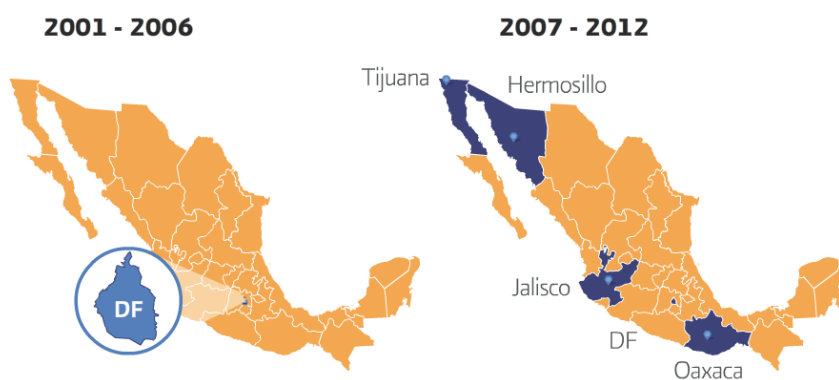 2001 - 2006
2007 - 2012
Tijuana
Hermosillo
DF
Jalisco
DF
Oaxaca